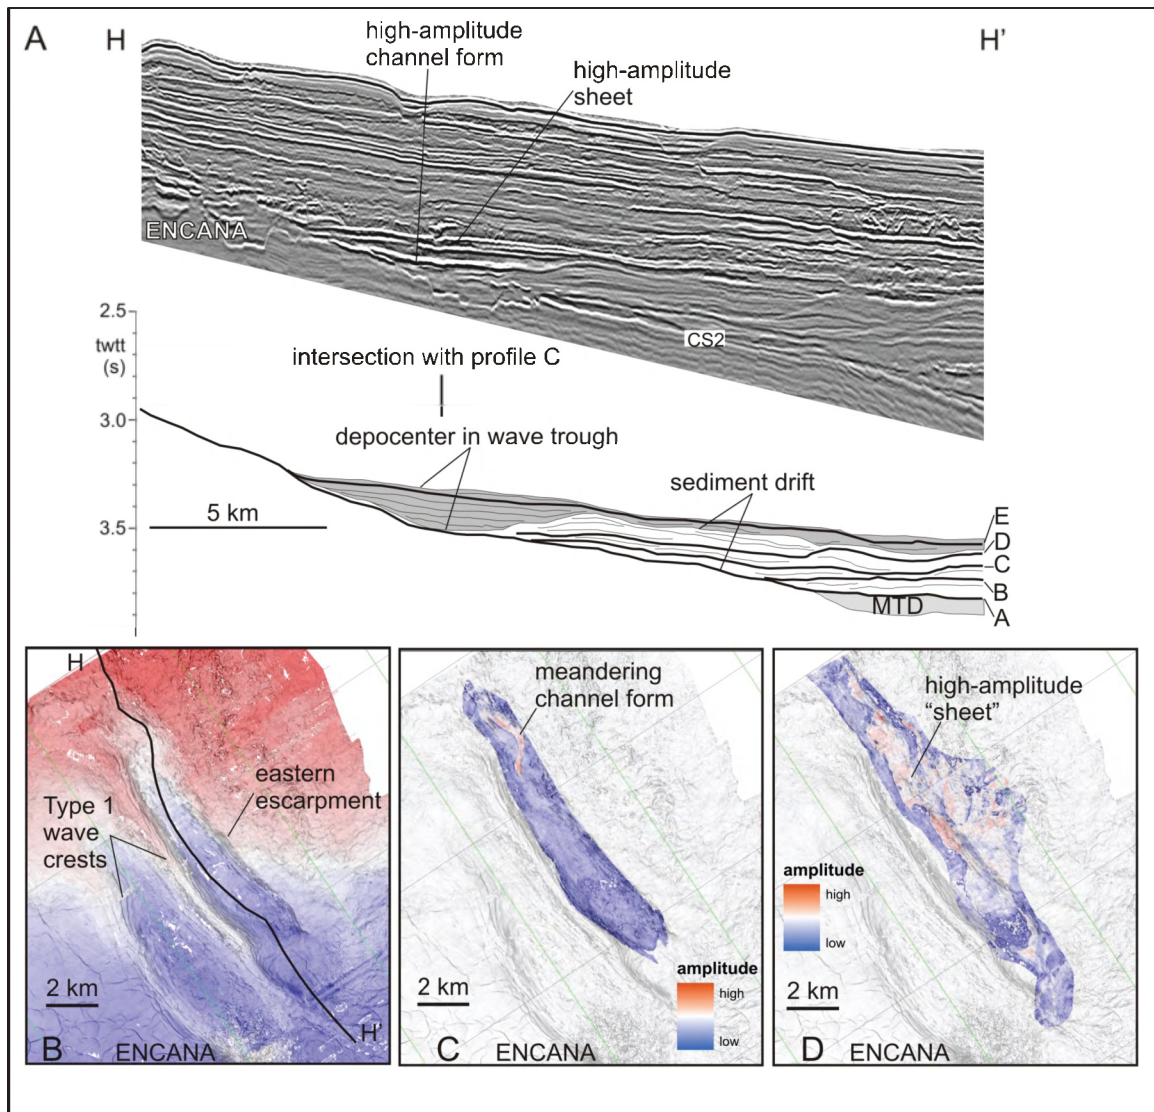 A H H’
high-amplitude
channel form
high-amplitude
sheet
ENCANA
CS2
2.5
twtt
(s)
3.0
3.5
intersection with profile C
depocenter in wave trough
sediment drift
5 km
E
D
C
B
A
MTD
H
eastern
escarpment
Type 1
wave
crests
2 km
H’
B ENCANA
meandering
channel form
amplitude
high
low
2 km
C ENCANA
high-amplitude
“sheet”
amplitude
high
low
2 km
D ENCANA